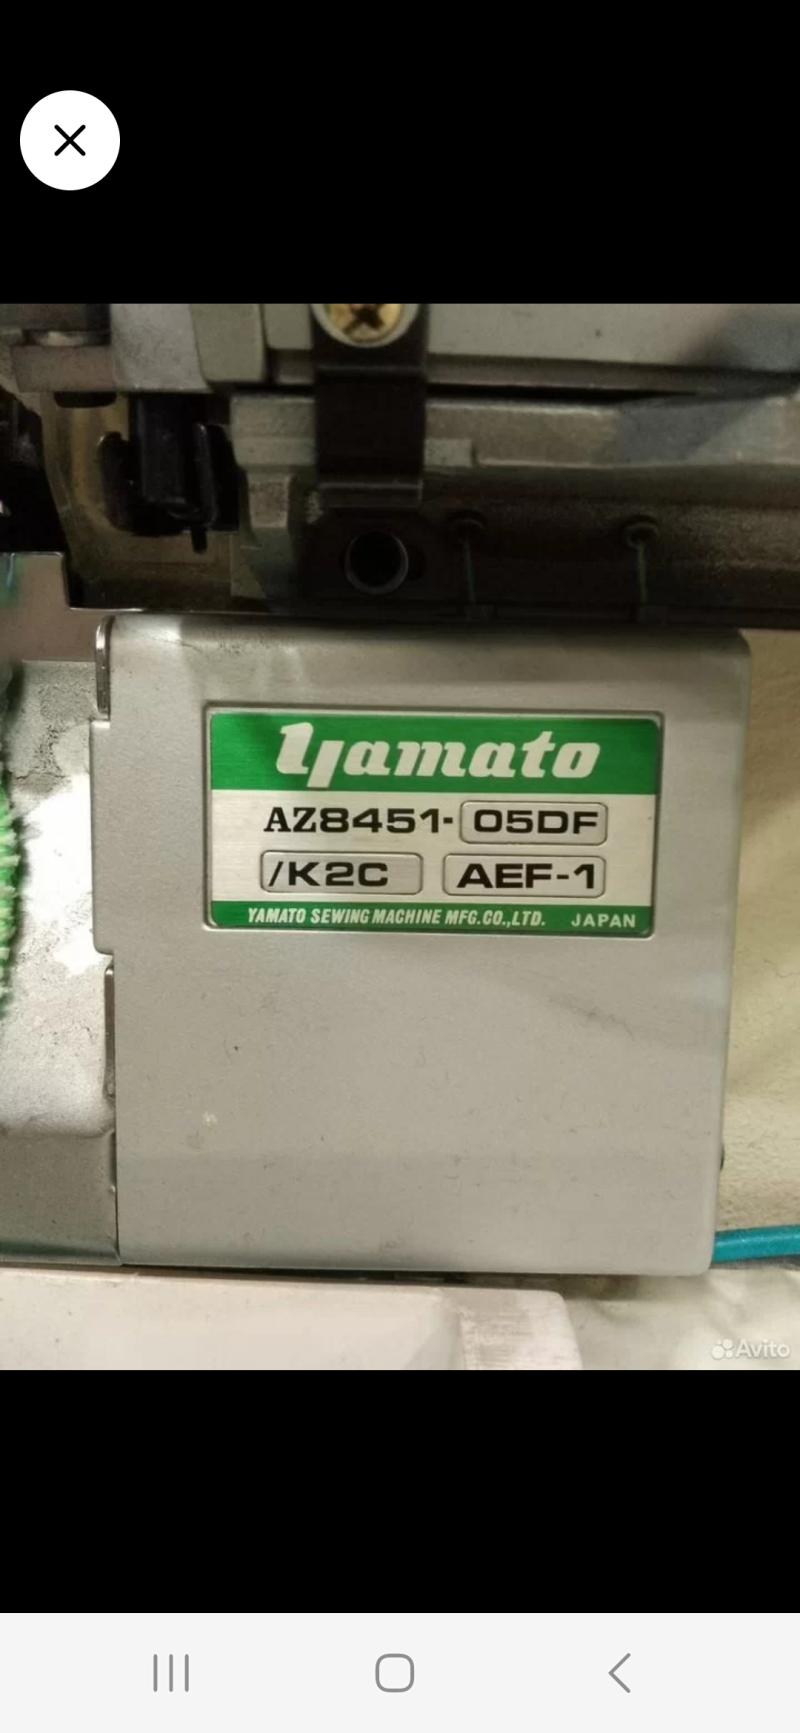 Yamato
AZ8451- 05DF
/K2C AEF-1
YAMATO SEWING MACHINE MFG.CO.,LTD. JAPAN
Avito